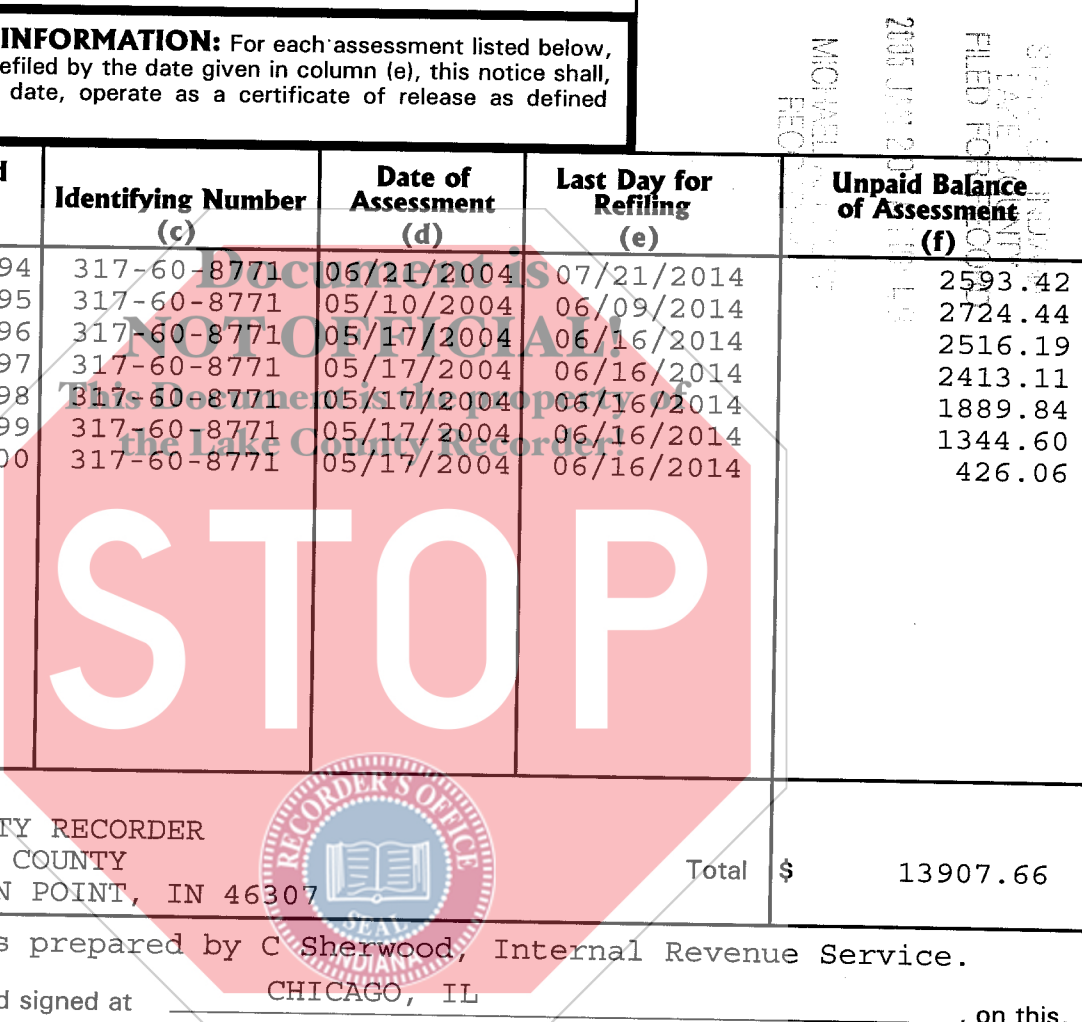 INFORMATION: For each assessment listed below,
efiled by the date given in column (e), this notice shall,
date, operate as a certificate of release as defined
2005
MICHAEL
FILED FOR RECORD
Identifying Number (c)
Date of Assessment (d)
Last Day for Refiling (e)
Unpaid Balance of Assessment (f)
94 317-60-8771 06/21/2004 07/21/2014 2593.42
95 317-60-8771 05/10/2004 06/09/2014 2724.44
96 317-60-8771 05/17/2004 06/16/2014 2516.19
97 317-60-8771 05/17/2004 06/16/2014 2413.11
98 317-60-8771 05/17/2004 06/16/2014 1889.84
99 317-60-8771 05/17/2004 06/16/2014 1344.60
00 317-60-8771 05/17/2004 06/16/2014 426.06
Document is
NOT OFFICIAL!
This Document is the property of
the Lake County Recorder!
STOP
RECORDER'S OFFICE
SEAL
INDIANA
TY RECORDER
COUNTY
N POINT, IN 46307
Total $ 13907.66
s prepared by C Sherwood, Internal Revenue Service.
d signed at CHICAGO, IL , on this,